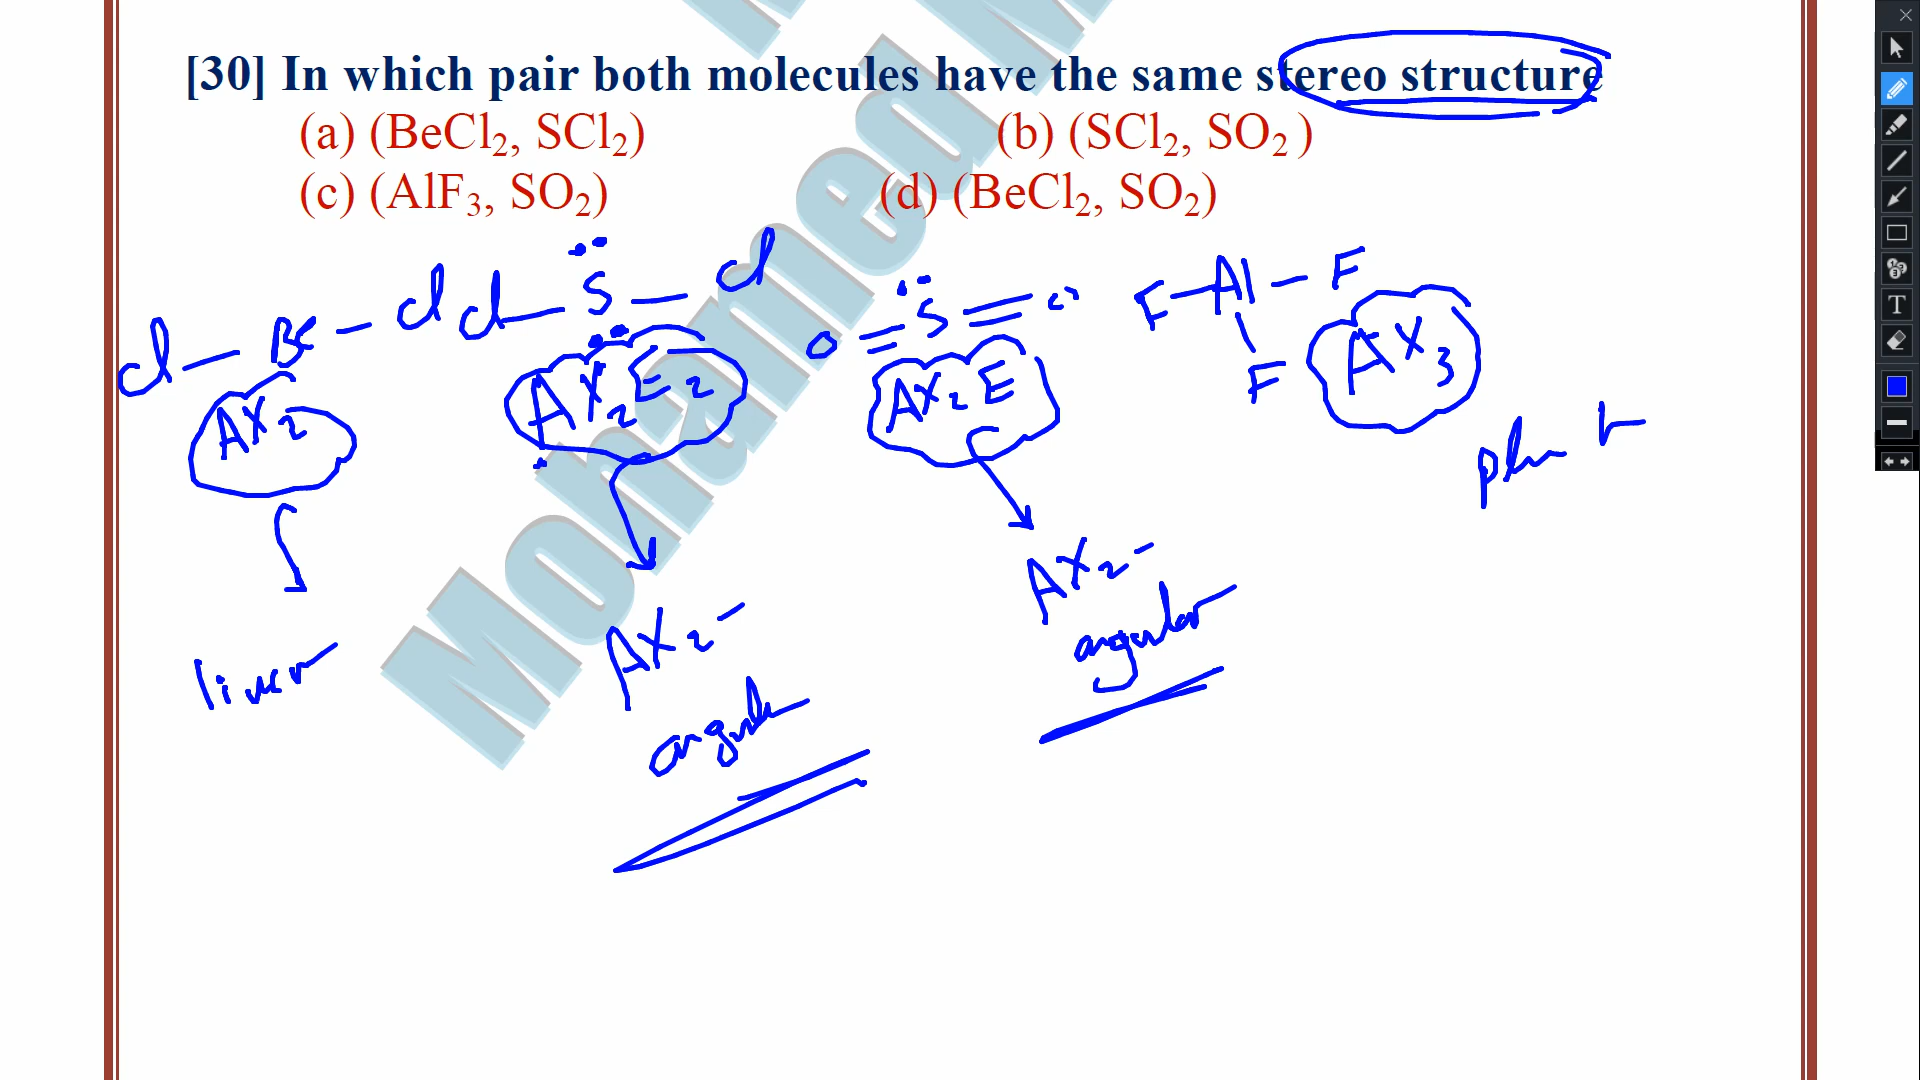 [30] In which pair both molecules have the same stereo structure
(a) (BeCl₂, SCl₂) (b) (SCl₂, SO₂ )
(c) (AlF₃, SO₂) (d) (BeCl₂, SO₂)
Cl — Be — Cl Cl — S — Cl O = S = O F — Al — F
F
AX₂ AX₂E₂ AX₂E AX₃
AX₂ AX₂
linear angular angular
Mohamed M
T